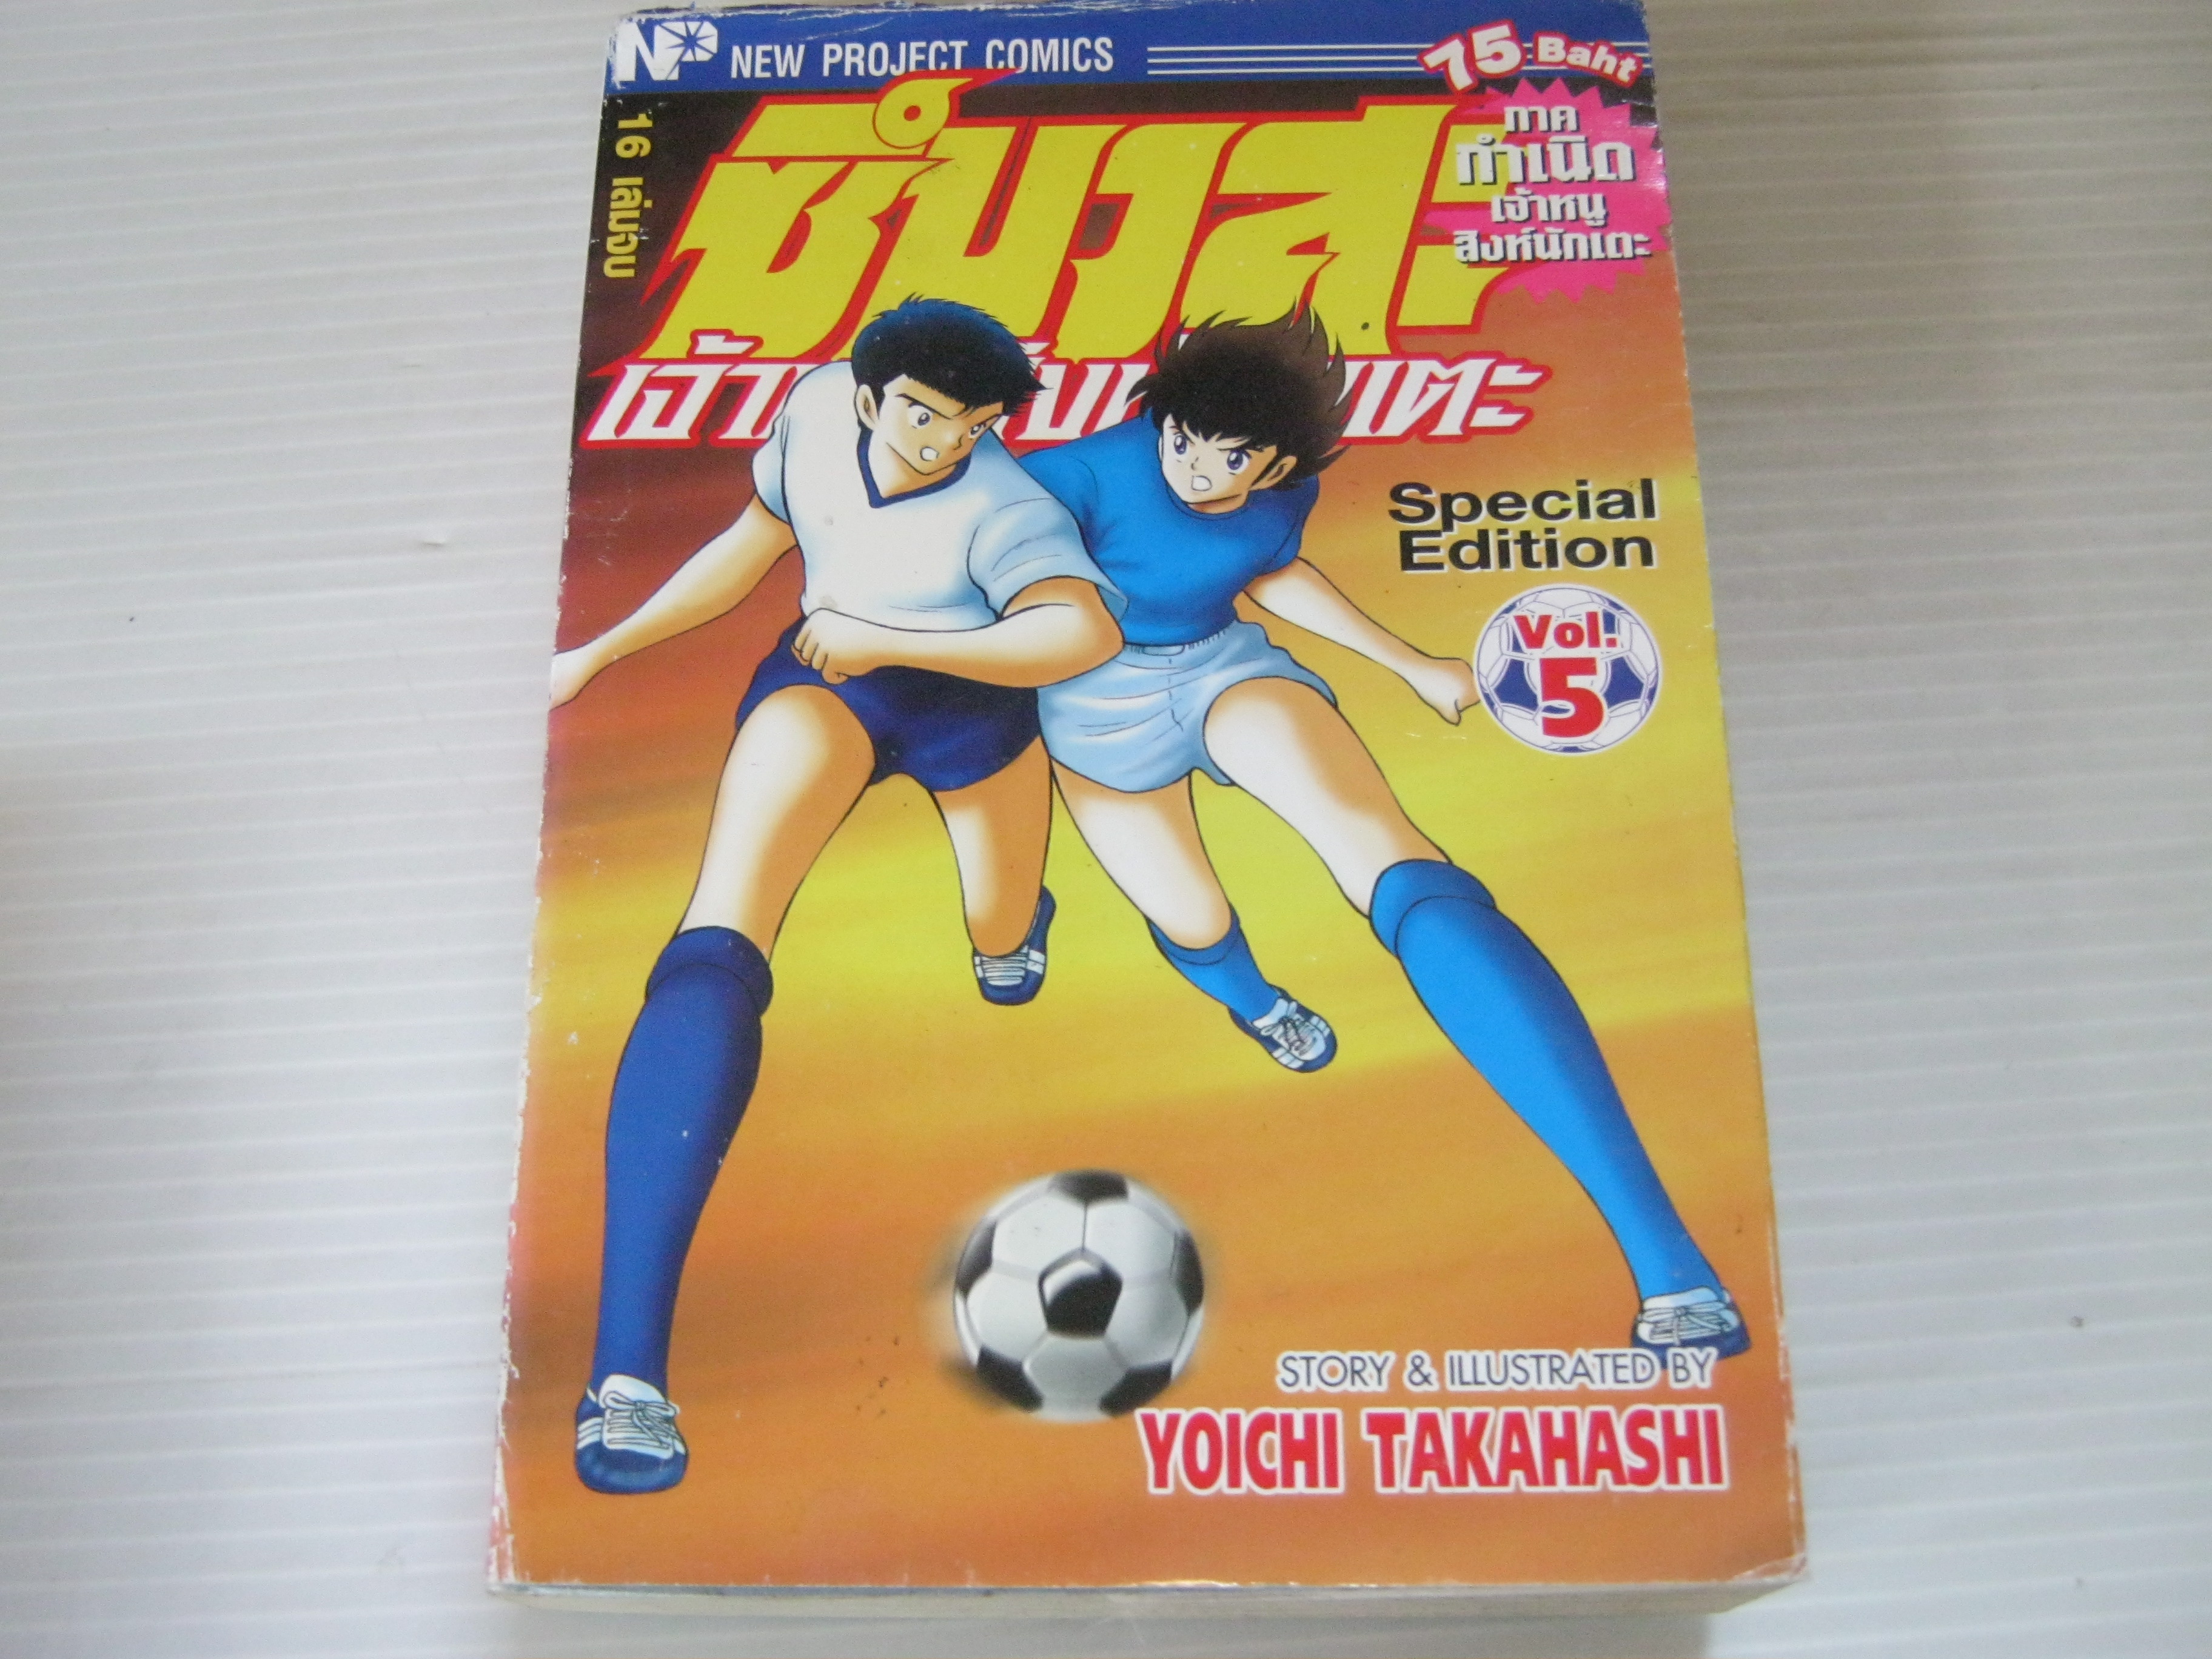 NP NEW PROJECT COMICS
75 Baht
16 เล่มจบ
ซึบาสะ
ภาค
กำเนิด
เจ้าหนู
สิงห์นักเตะ
Special
Edition
Vol.
5
STORY & ILLUSTRATED BY
YOICHI TAKAHASHI